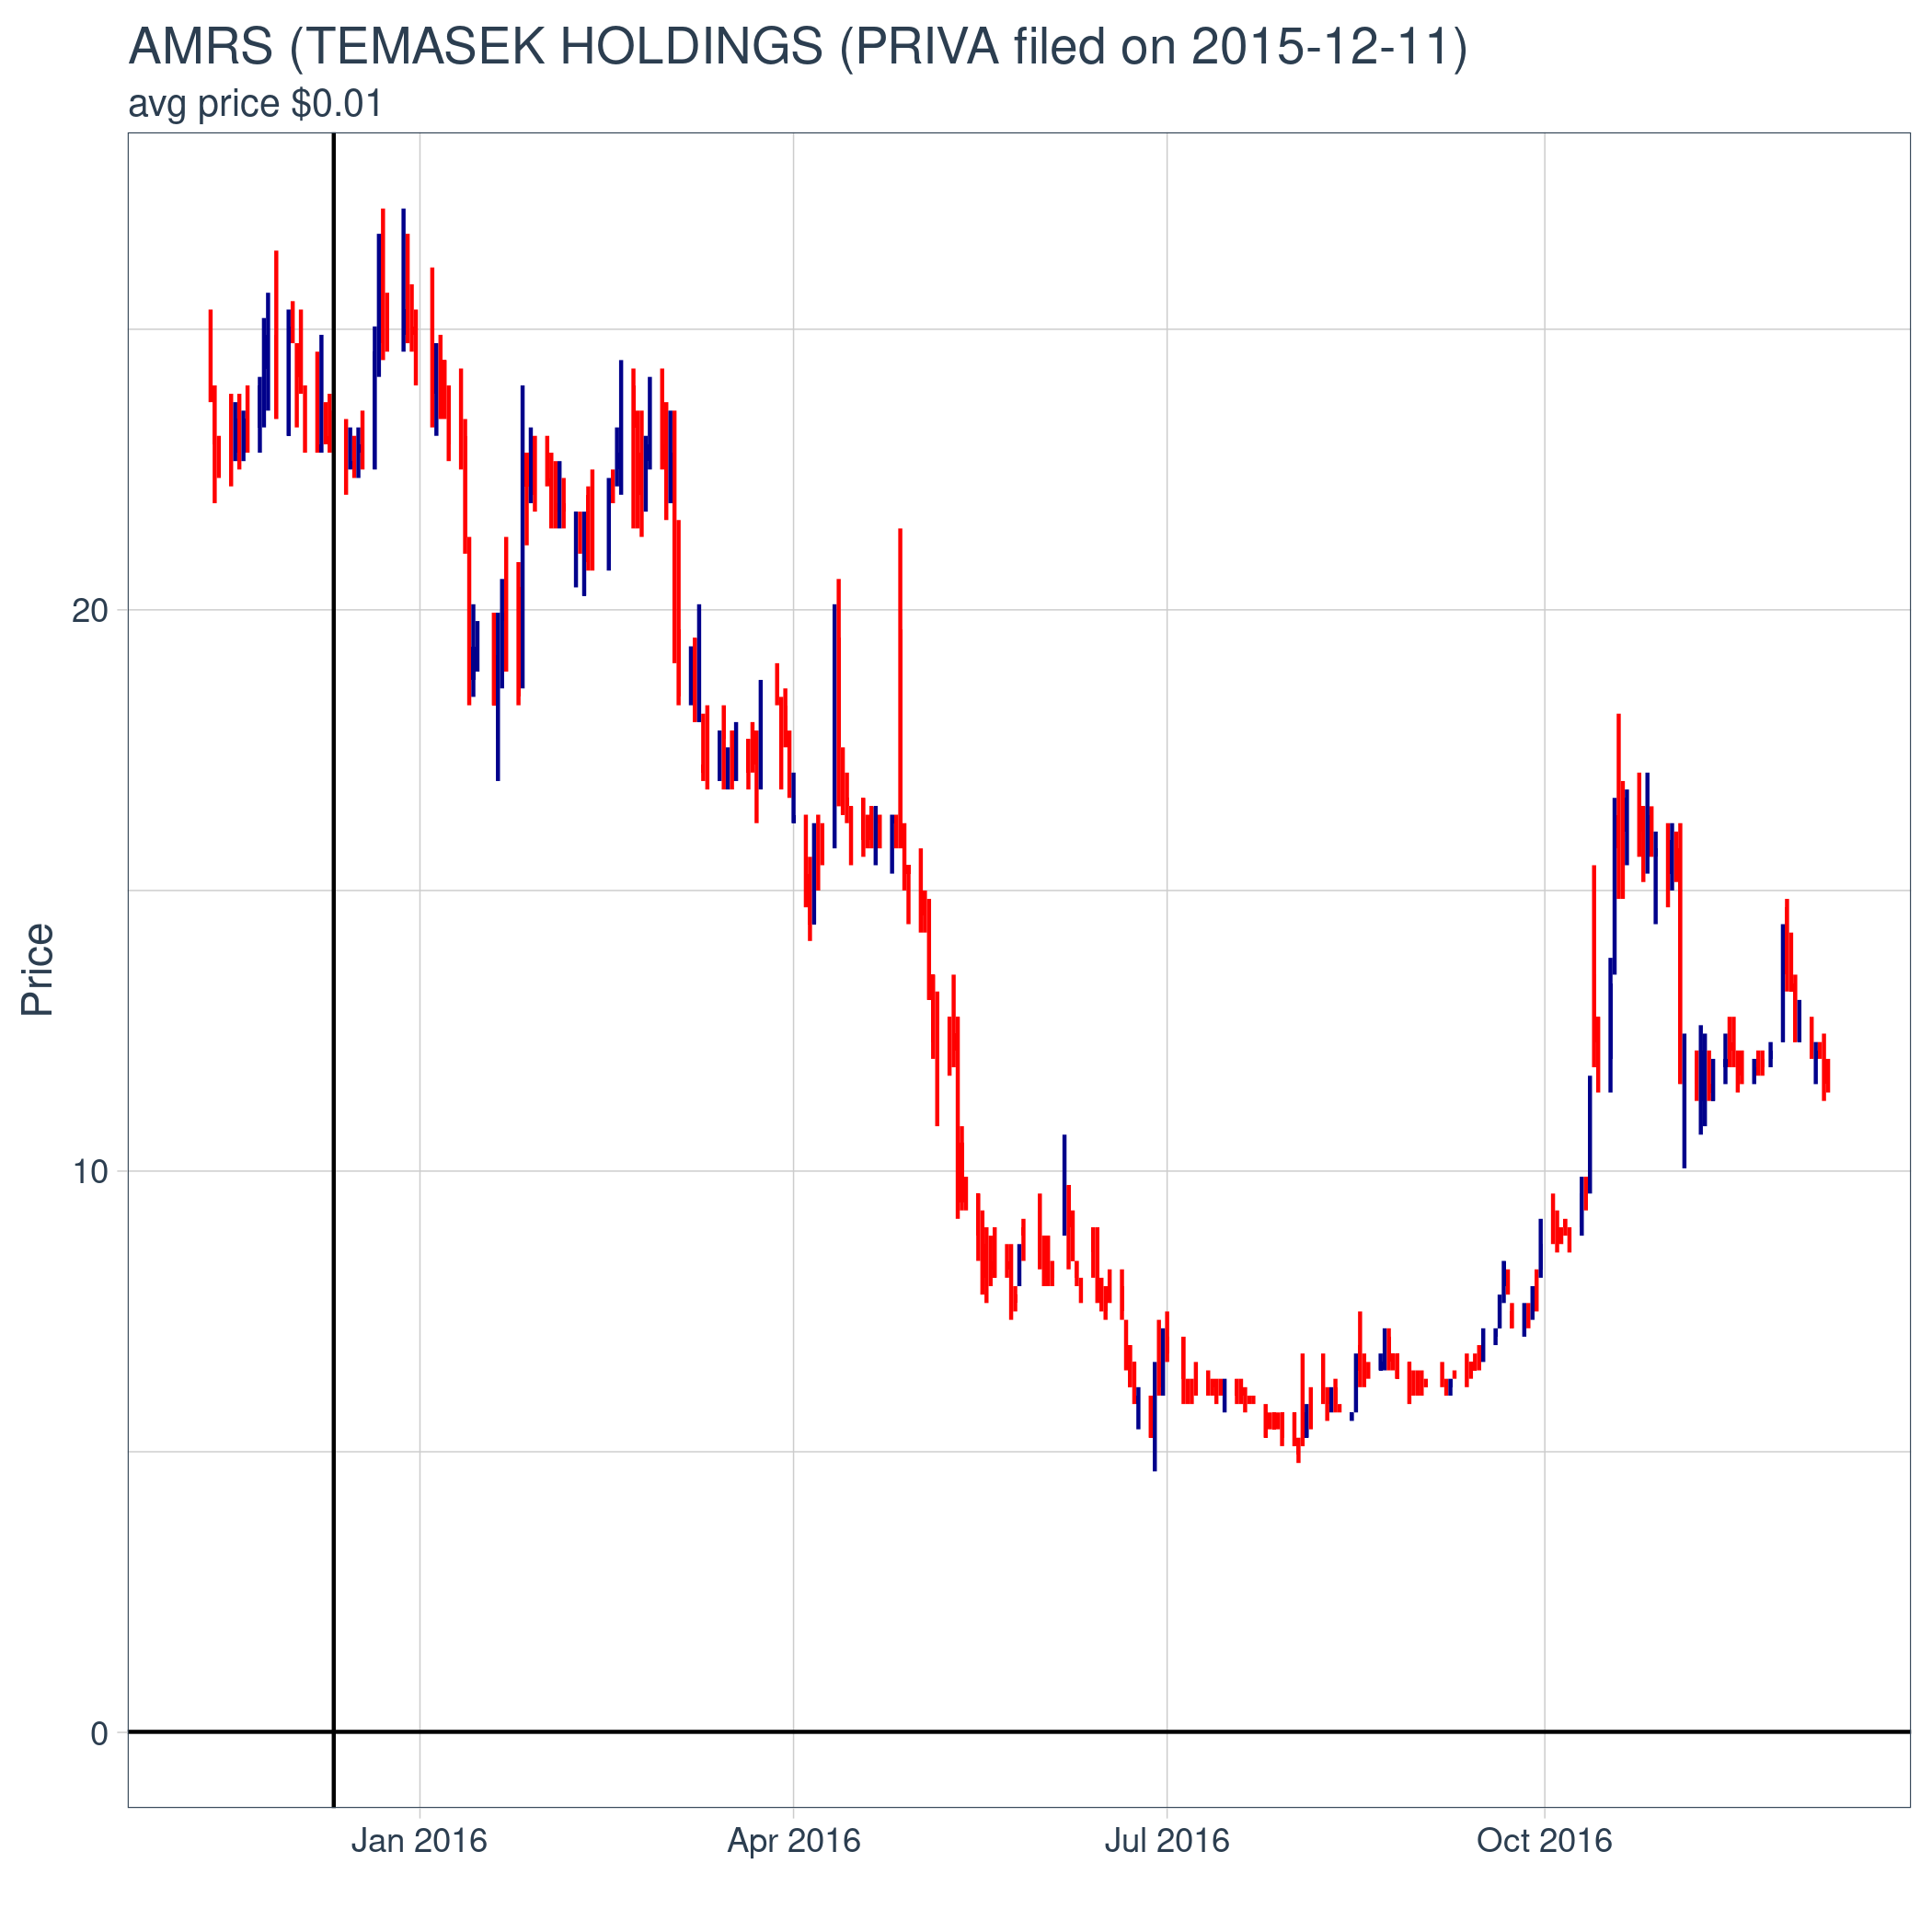 AMRS (TEMASEK HOLDINGS (PRIVA filed on 2015-12-11)
avg price $0.01
Price
20
10
0
Jan 2016 Apr 2016 Jul 2016 Oct 2016